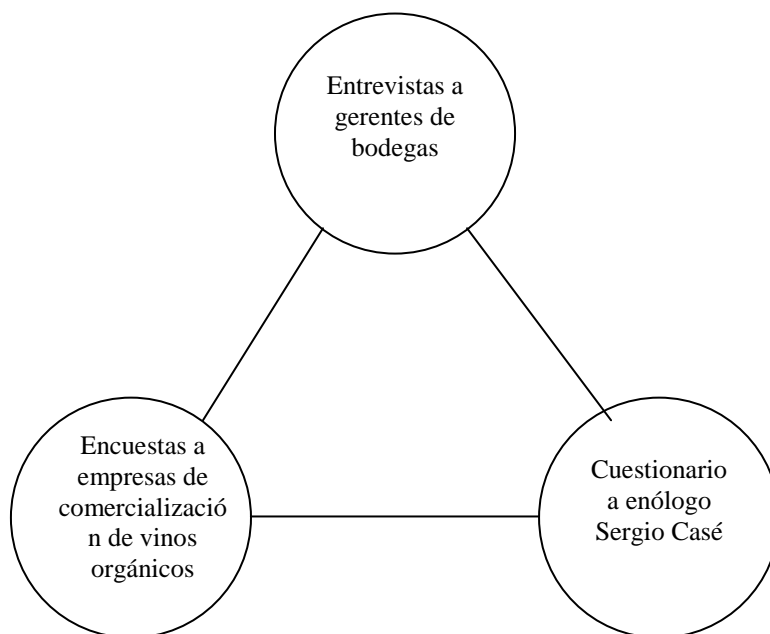 Entrevistas a
gerentes de
bodegas
Encuestas a
empresas de
comercializació
n de vinos
orgánicos
Cuestionario
a enólogo
Sergio Casé